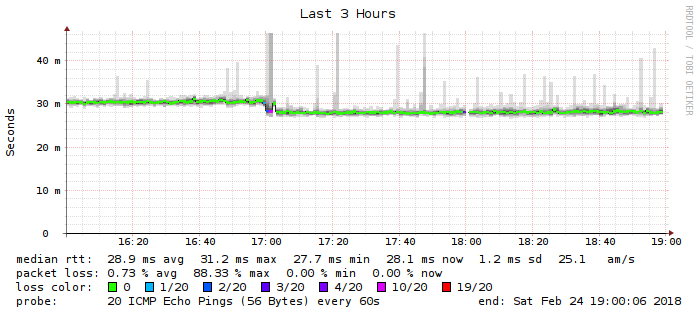 Last 3 Hours
RRDTOOL / TOBI OETIKER
Seconds
40 m
30 m
20 m
10 m
0
16:20 16:40 17:00 17:20 17:40 18:00 18:20 18:40 19:00
median rtt: 28.9 ms avg 31.2 ms max 27.7 ms min 28.1 ms now 1.2 ms sd 25.1 am/s
packet loss: 0.73 % avg 88.33 % max 0.00 % min 0.00 % now
loss color: 0 1/20 2/20 3/20 4/20 10/20 19/20
probe: 20 ICMP Echo Pings (56 Bytes) every 60s end: Sat Feb 24 19:00:06 2018